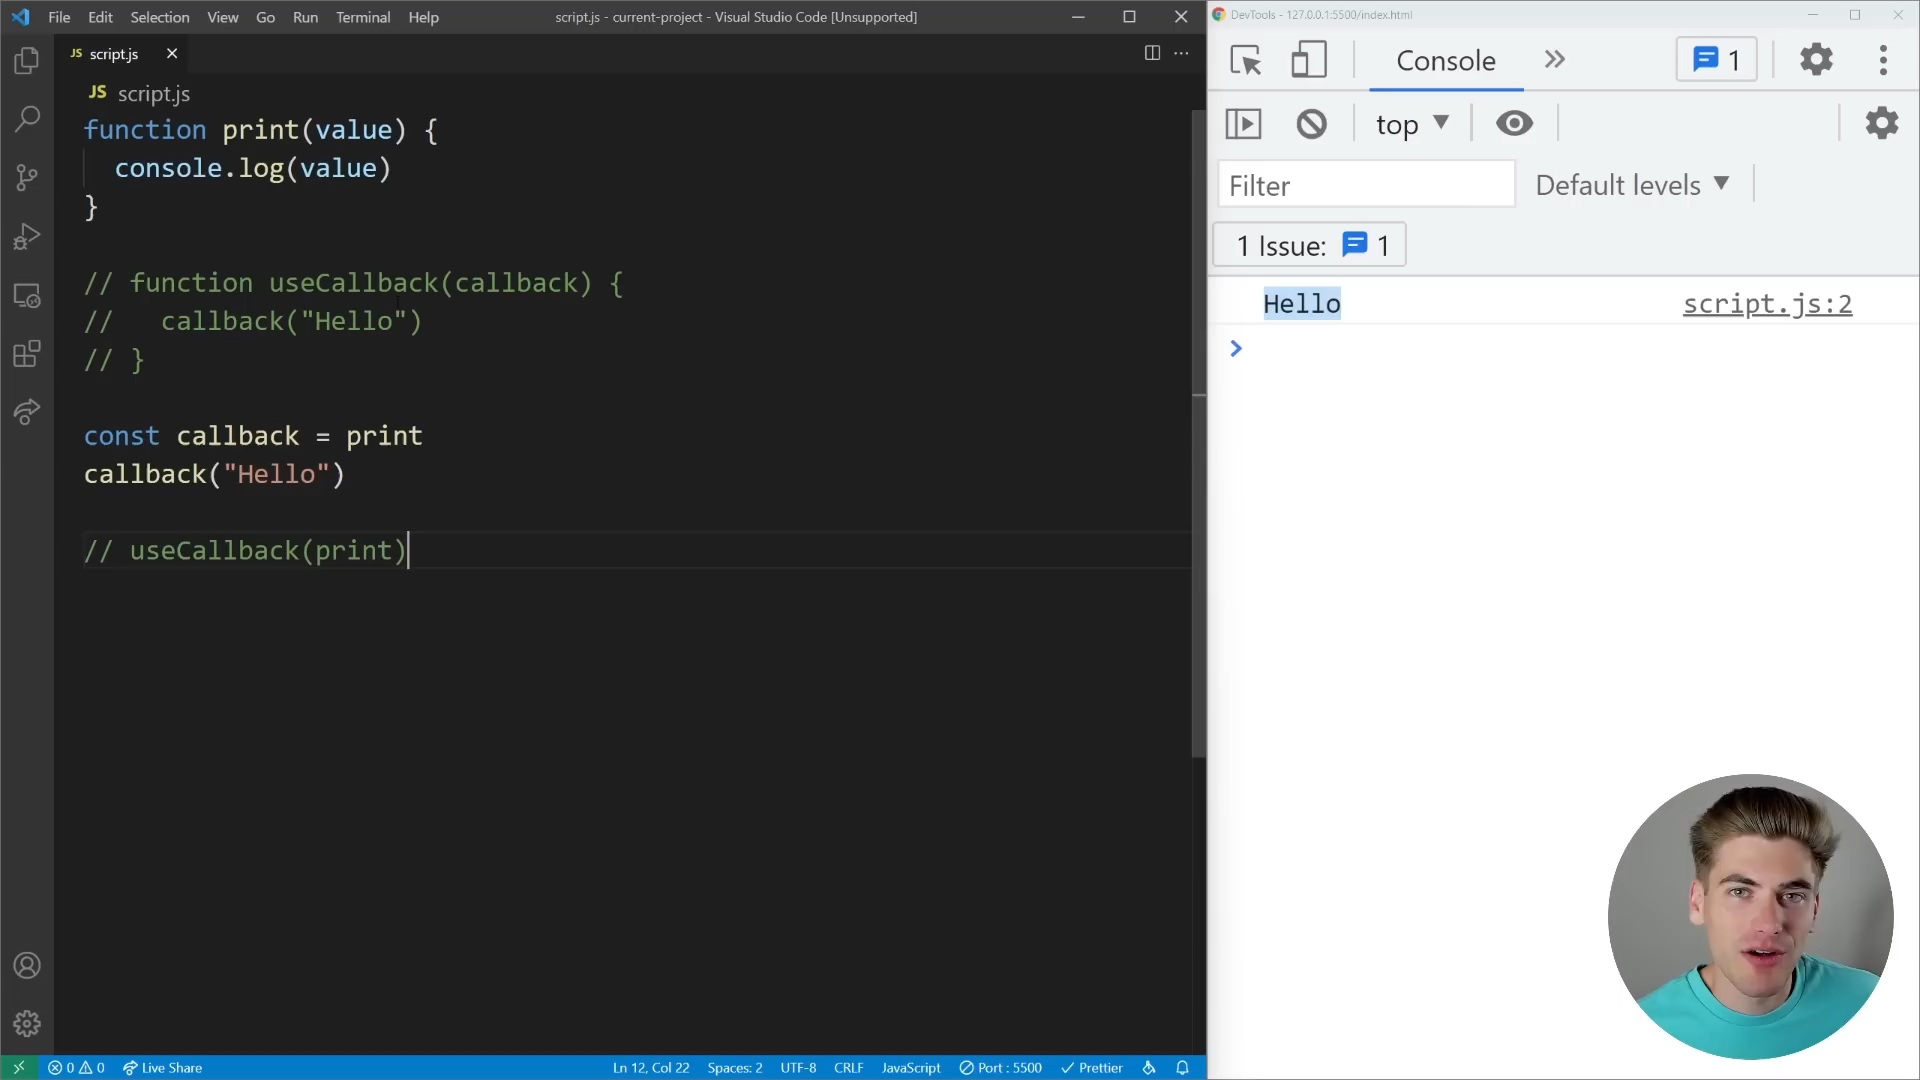 File Edit Selection View Go Run Terminal Help
script.js - current-project - Visual Studio Code [Unsupported]
JS script.js
JS script.js
function print(value) {
  console.log(value)
}
// function useCallback(callback) {
//   callback("Hello")
// }
const callback = print
callback("Hello")
// useCallback(print)
0 0 Live Share
Ln 12, Col 22 Spaces: 2 UTF-8 CRLF JavaScript Port : 5500 Prettier
DevTools - 127.0.0.1:5500/index.html
Console 1
top
Filter Default levels
1 Issue: 1
Hello script.js:2